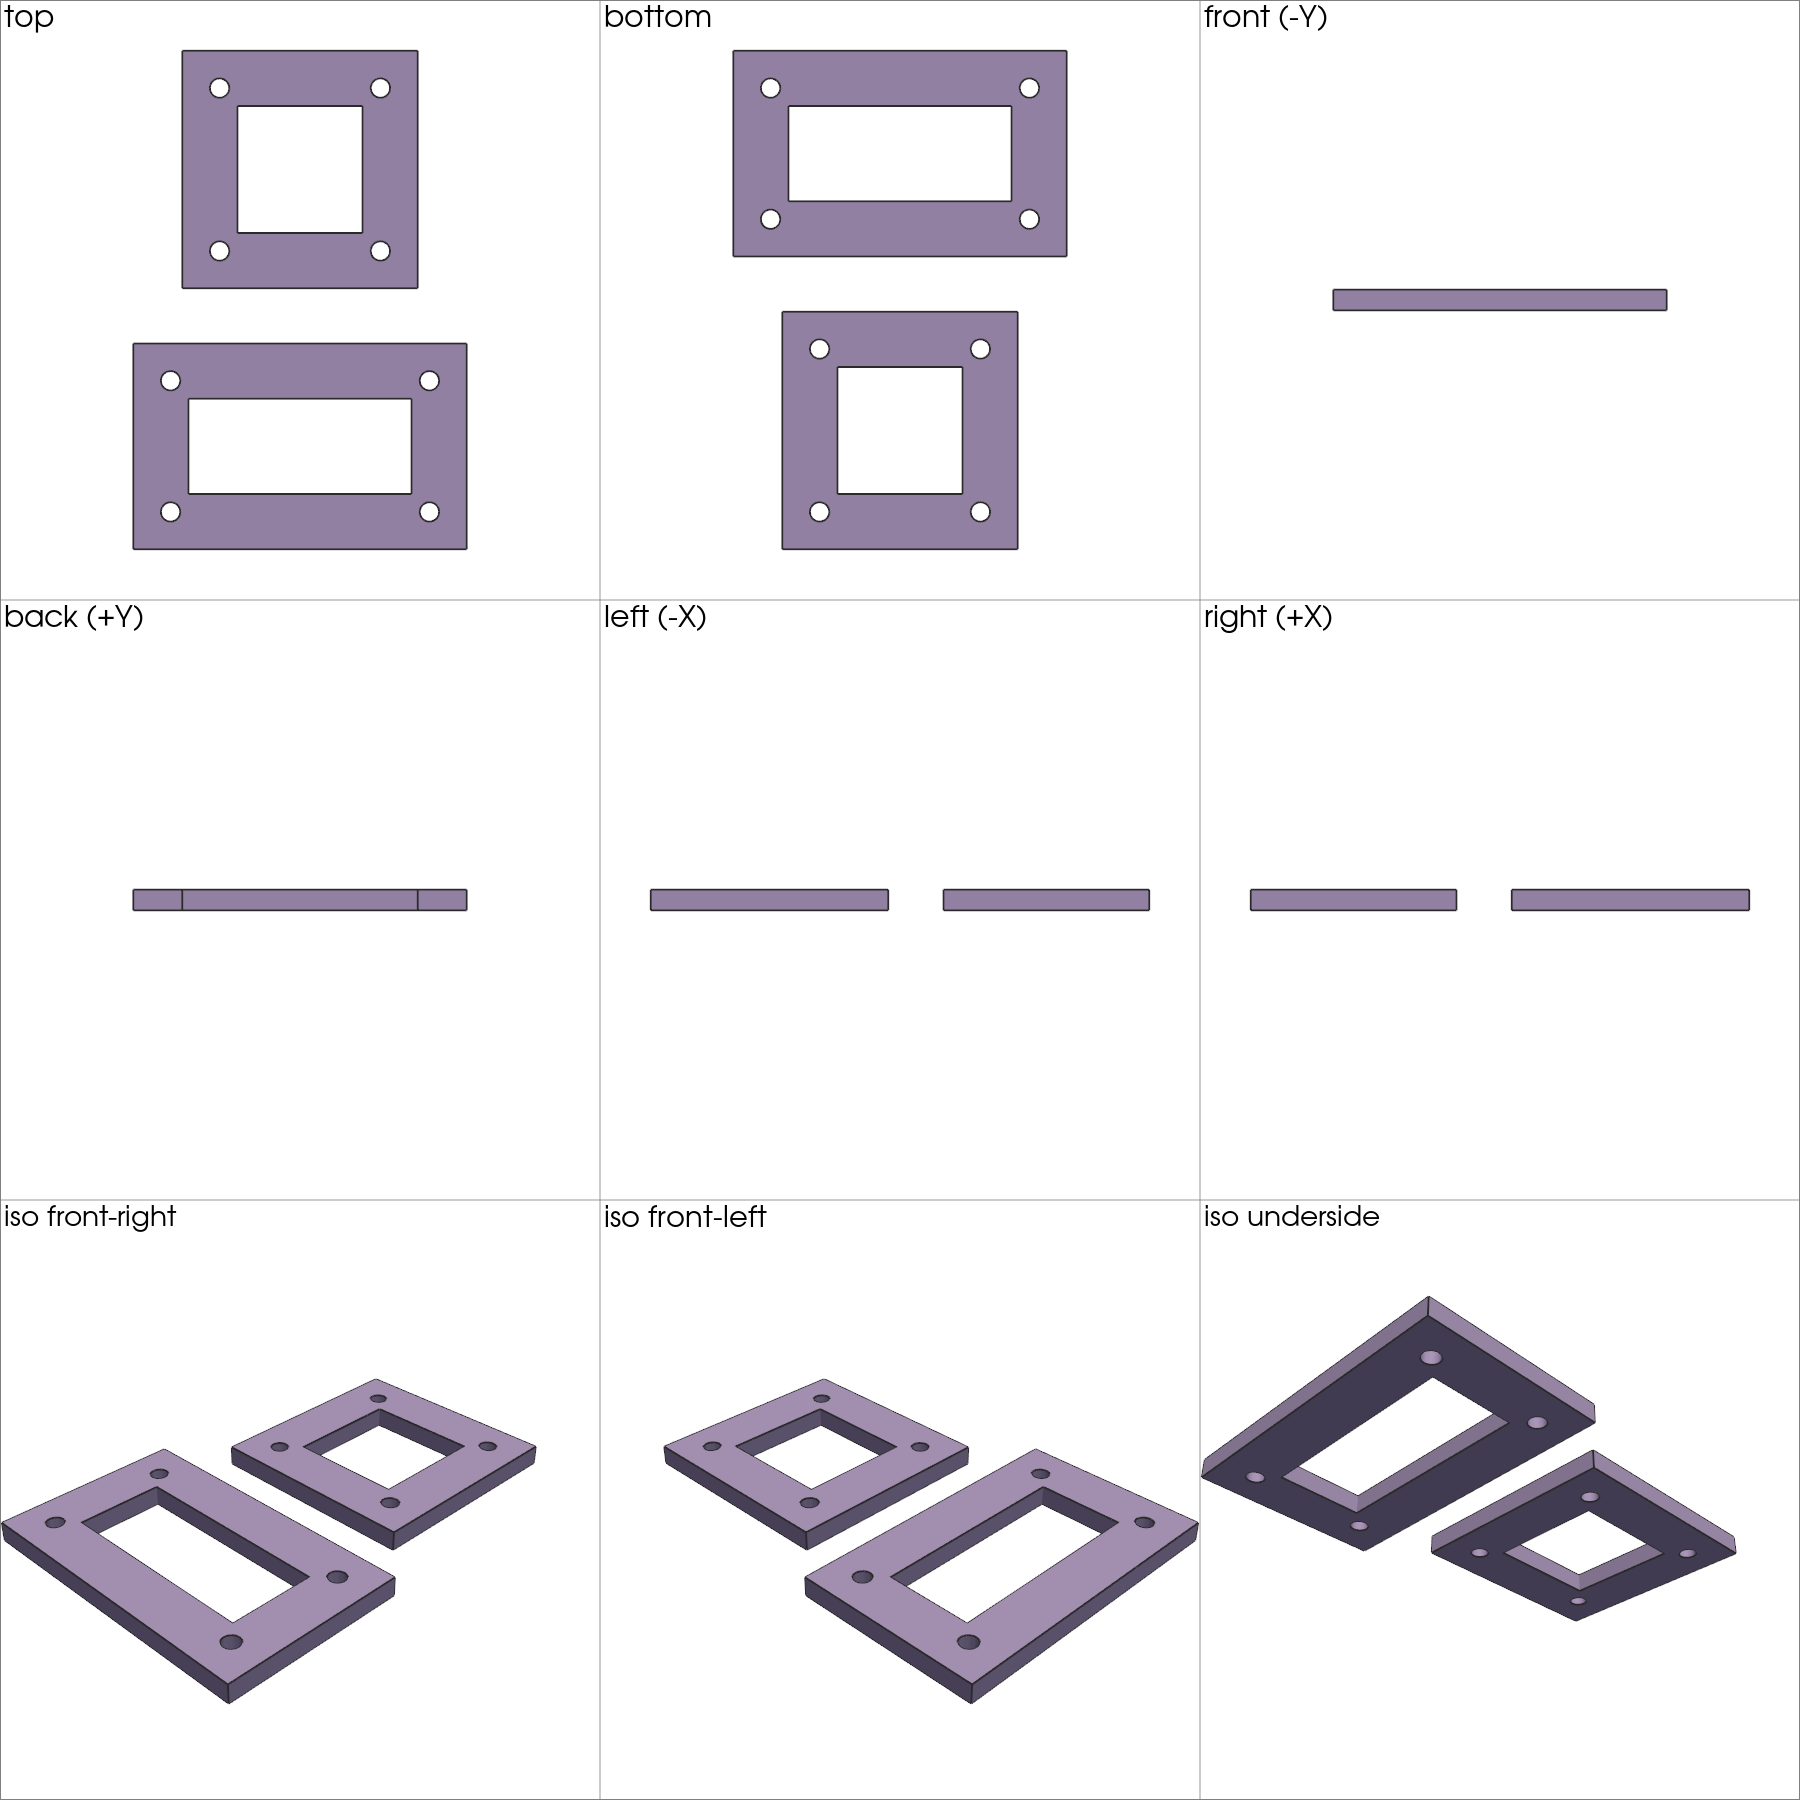 top
bottom
front (-Y)
back (+Y)
left (-X)
right (+X)
iso front-right
iso front-left
iso underside